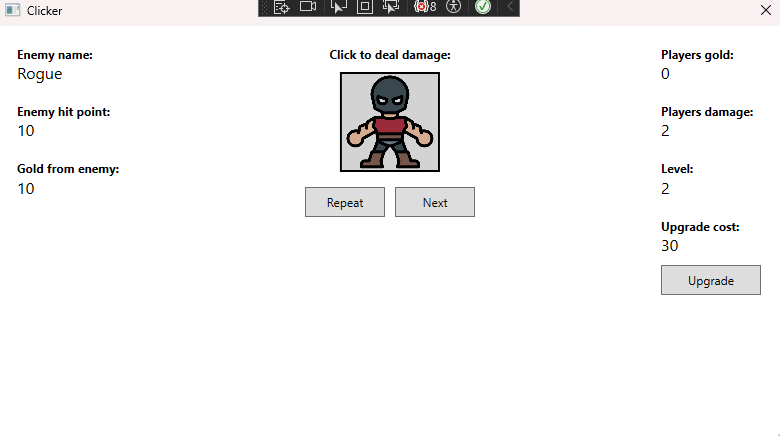 Clicker
8
Enemy name:
Rogue
Enemy hit point:
10
Gold from enemy:
10
Click to deal damage:
Repeat
Next
Players gold:
0
Players damage:
2
Level:
2
Upgrade cost:
30
Upgrade